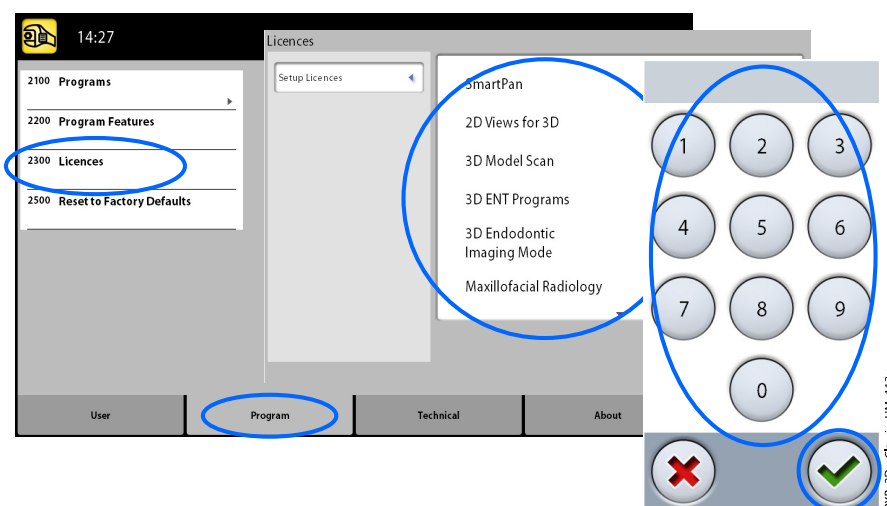 14:27
2100 Programs
2200 Program Features
2300 Licences
2500 Reset to Factory Defaults
Licences
Setup Licences
SmartPan
2D Views for 3D
3D Model Scan
3D ENT Programs
3D Endodontic
Imaging Mode
Maxillofacial Radiology
1 2 3
4 5 6
7 8 9
0
User Program Technical About